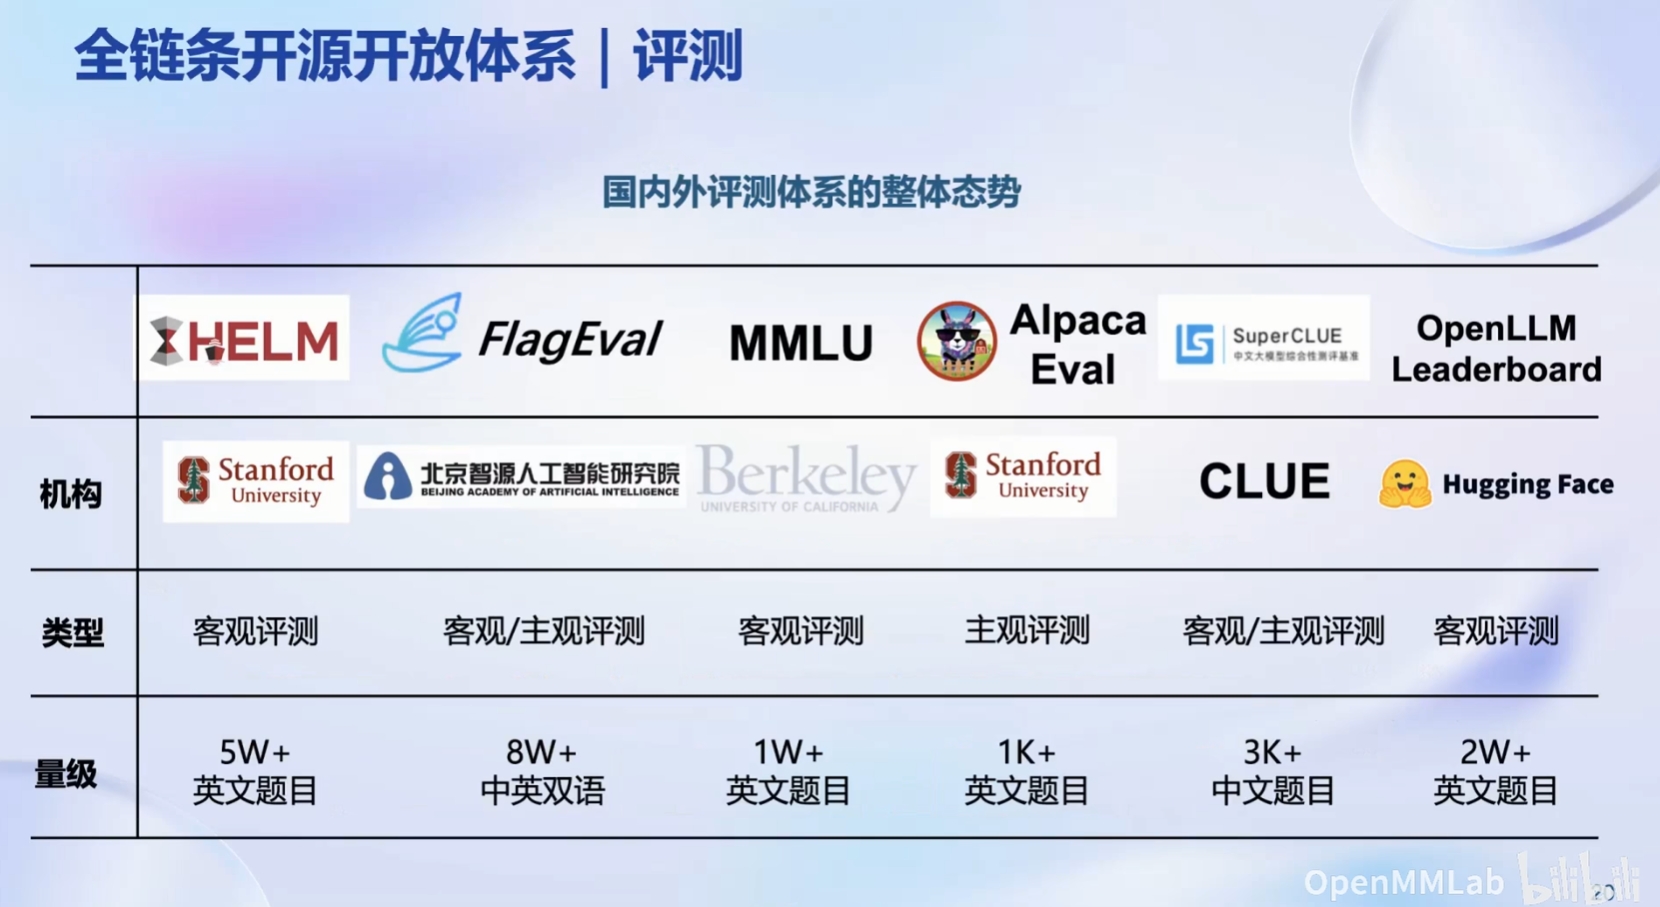 全链条开源开放体系｜评测
国内外评测体系的整体态势
HELM
FlagEval
MMLU
Alpaca
Eval
SuperCLUE
中文大模型综合性测评基准
OpenLLM
Leaderboard
机构
Stanford
University
北京智源人工智能研究院
BEIJING ACADEMY OF ARTIFICIAL INTELLIGENCE
Berkeley
UNIVERSITY OF CALIFORNIA
Stanford
University
CLUE
Hugging Face
类型
客观评测
客观/主观评测
客观评测
主观评测
客观/主观评测
客观评测
量级
5W+
英文题目
8W+
中英双语
1W+
英文题目
1K+
英文题目
3K+
中文题目
2W+
英文题目
OpenMMLab
bilibili
20